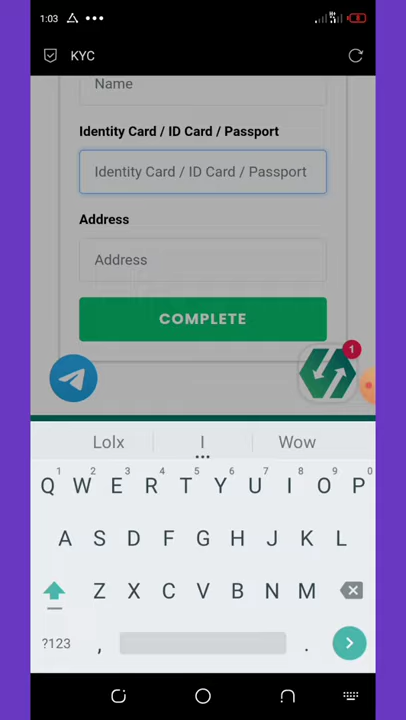 1:03
KYC
Name
Identity Card / ID Card / Passport
Identity Card / ID Card / Passport
Address
Address
COMPLETE
1
Lolx I Wow
1 2 3 4 5 6 7 8 9 0
Q W E R T Y U I O P
A S D F G H J K L
Z X C V B N M
?123 , .